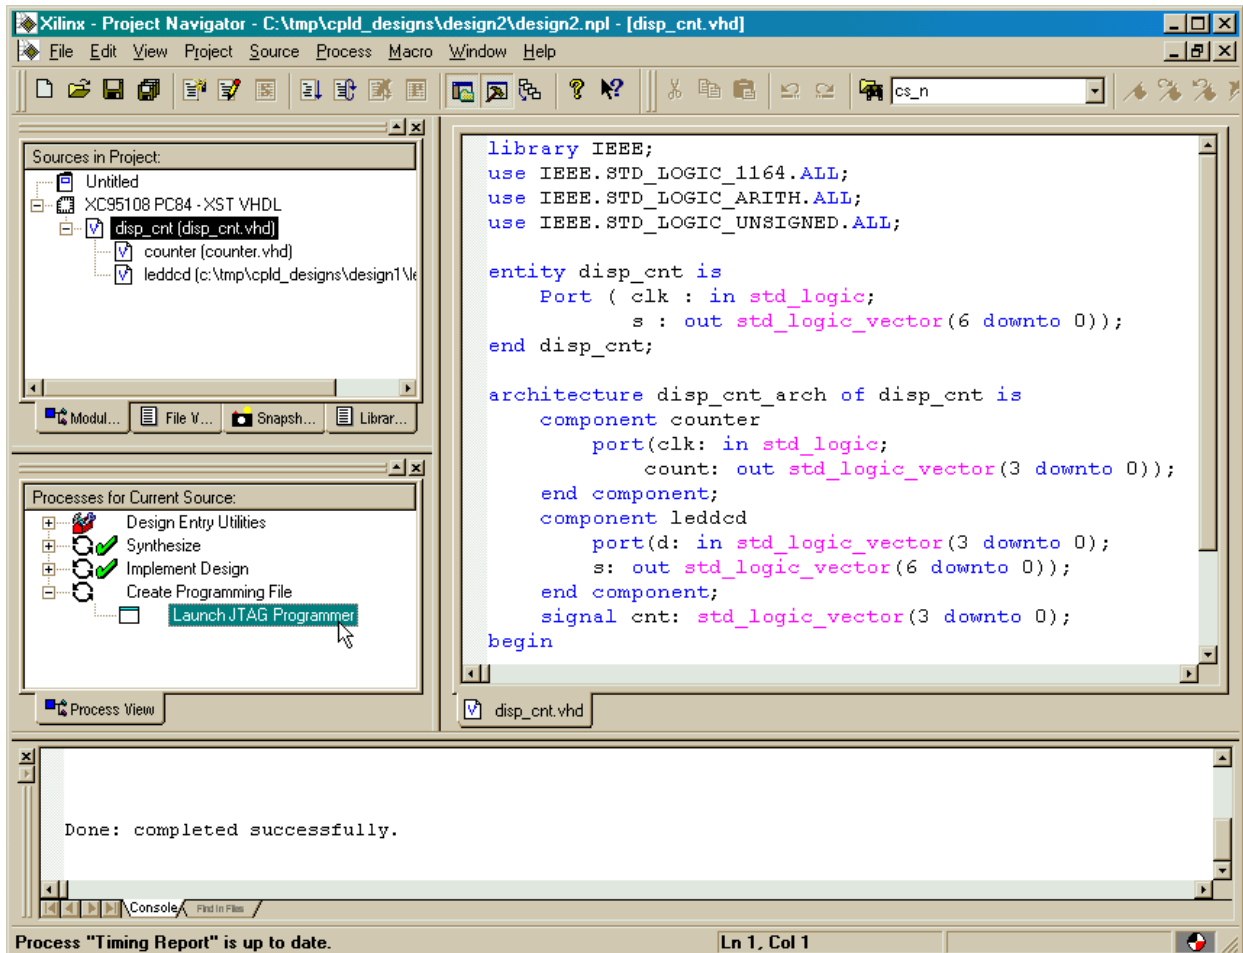 Xilinx - Project Navigator - C:\tmp\cpld_designs\design2\design2.npl - [disp_cnt.vhd]
File Edit View Project Source Process Macro Window Help
cs_n
Sources in Project:
Untitled
XC95108 PC84 - XST VHDL
disp_cnt (disp_cnt.vhd)
counter (counter.vhd)
leddcd (c:\tmp\cpld_designs\design1\le
Modul... File V... Snapsh... Librar...
Processes for Current Source:
Design Entry Utilities
Synthesize
Implement Design
Create Programming File
Launch JTAG Programmer
Process View
library IEEE;
use IEEE.STD_LOGIC_1164.ALL;
use IEEE.STD_LOGIC_ARITH.ALL;
use IEEE.STD_LOGIC_UNSIGNED.ALL;
entity disp_cnt is
Port ( clk : in std_logic;
s : out std_logic_vector(6 downto 0));
end disp_cnt;
architecture disp_cnt_arch of disp_cnt is
component counter
port(clk: in std_logic;
count: out std_logic_vector(3 downto 0));
end component;
component leddcd
port(d: in std_logic_vector(3 downto 0);
s: out std_logic_vector(6 downto 0));
end component;
signal cnt: std_logic_vector(3 downto 0);
begin
disp_cnt.vhd
Done: completed successfully.
Console Find in Files
Process "Timing Report" is up to date. Ln 1, Col 1